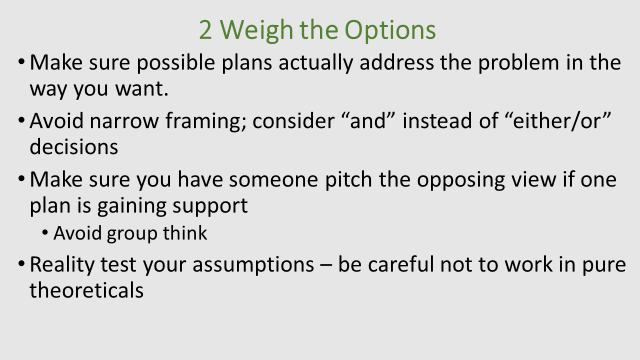 2 Weigh the Options
• Make sure possible plans actually address the problem in the
way you want.
• Avoid narrow framing; consider “and” instead of “either/or”
decisions
• Make sure you have someone pitch the opposing view if one
plan is gaining support
• Avoid group think
• Reality test your assumptions – be careful not to work in pure
theoreticals